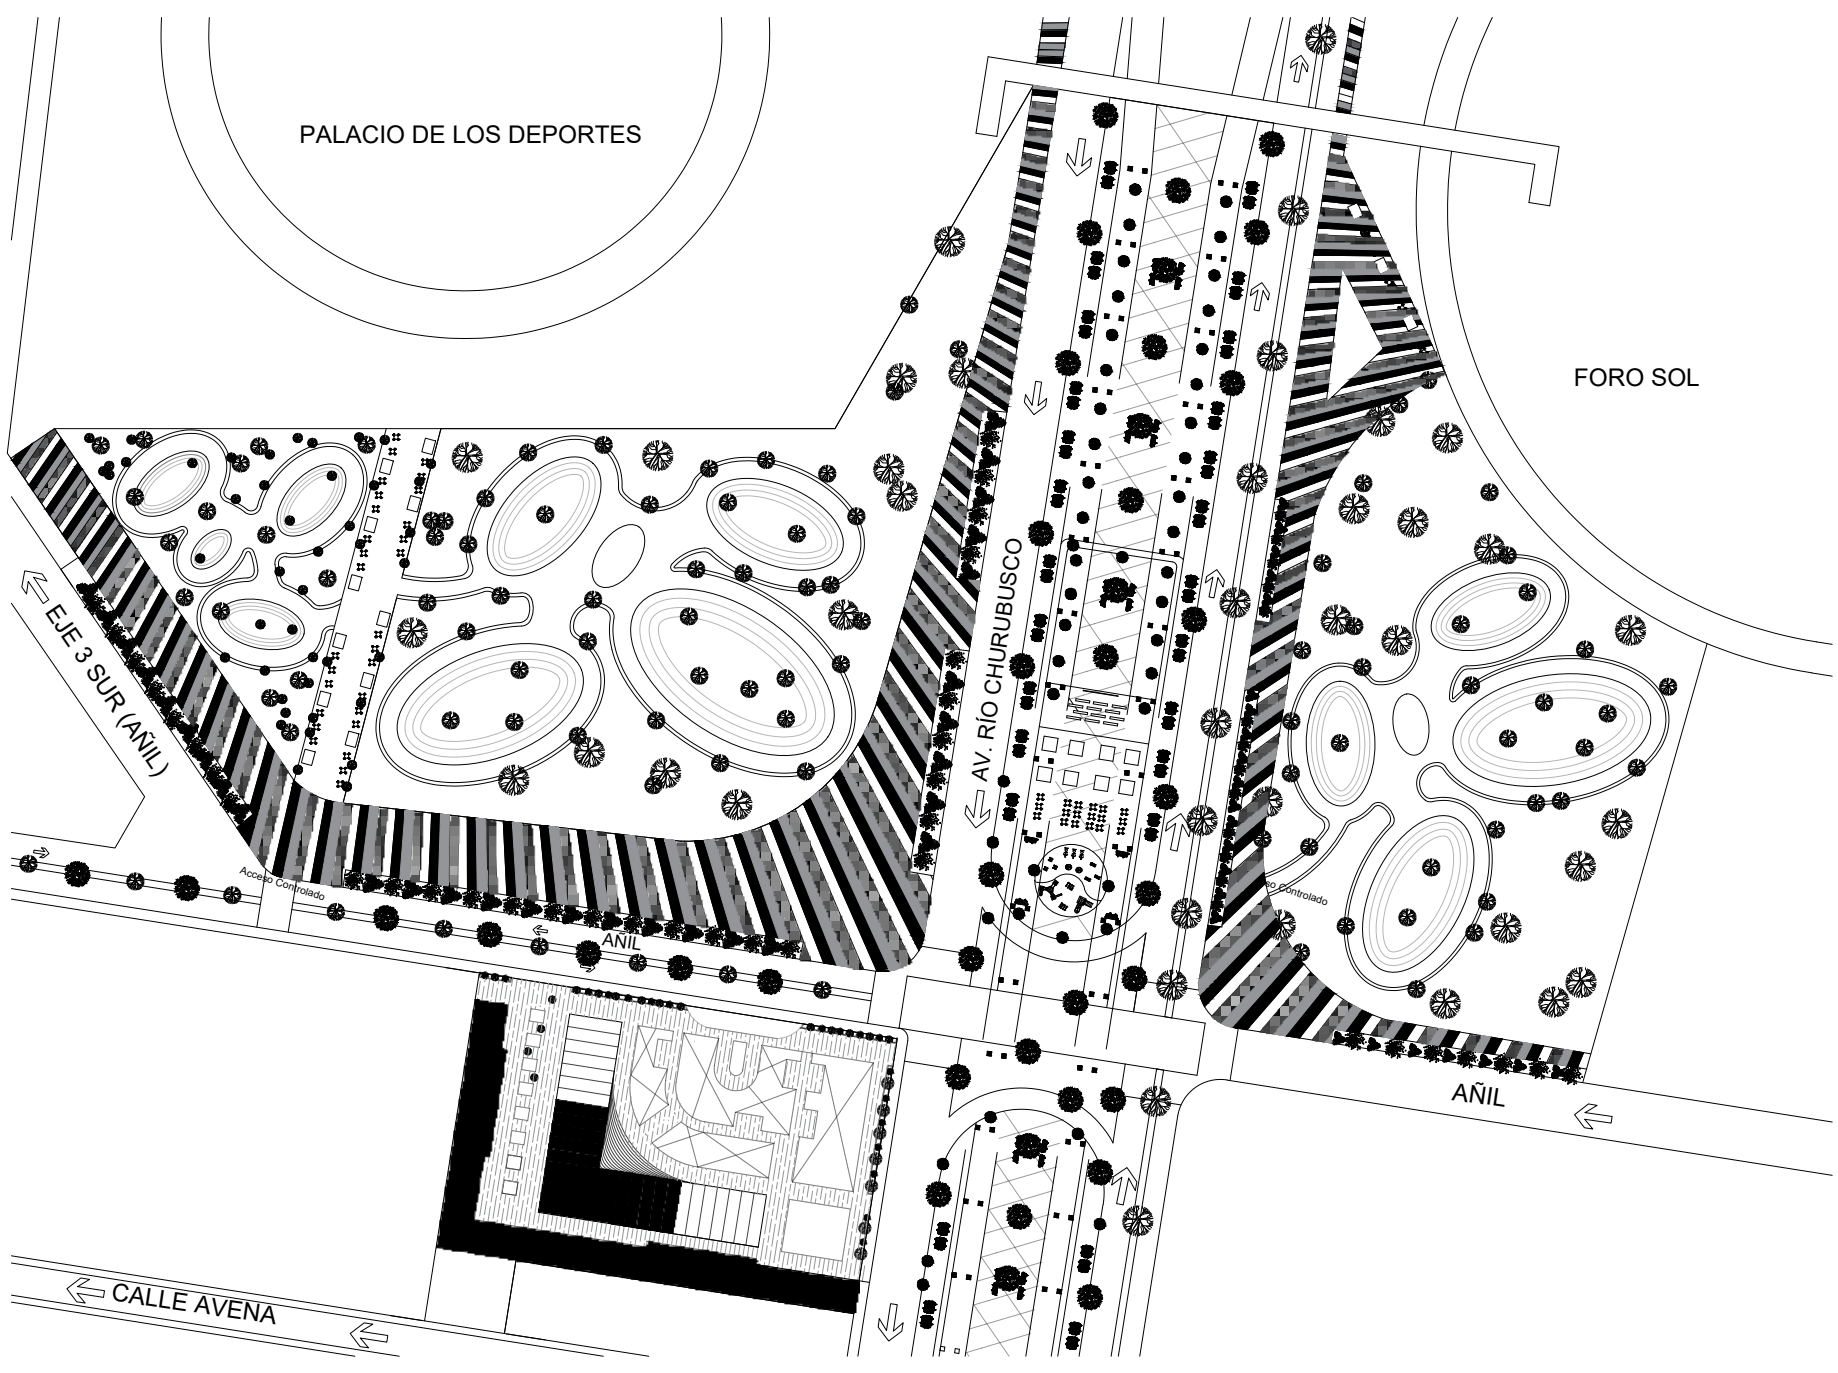 PALACIO DE LOS DEPORTES
FORO SOL
AV. RÍO CHURUBUSCO
EJE 3 SUR (AÑIL)
Acceso Controlado
Controlado
AÑIL
AÑIL
CALLE AVENA